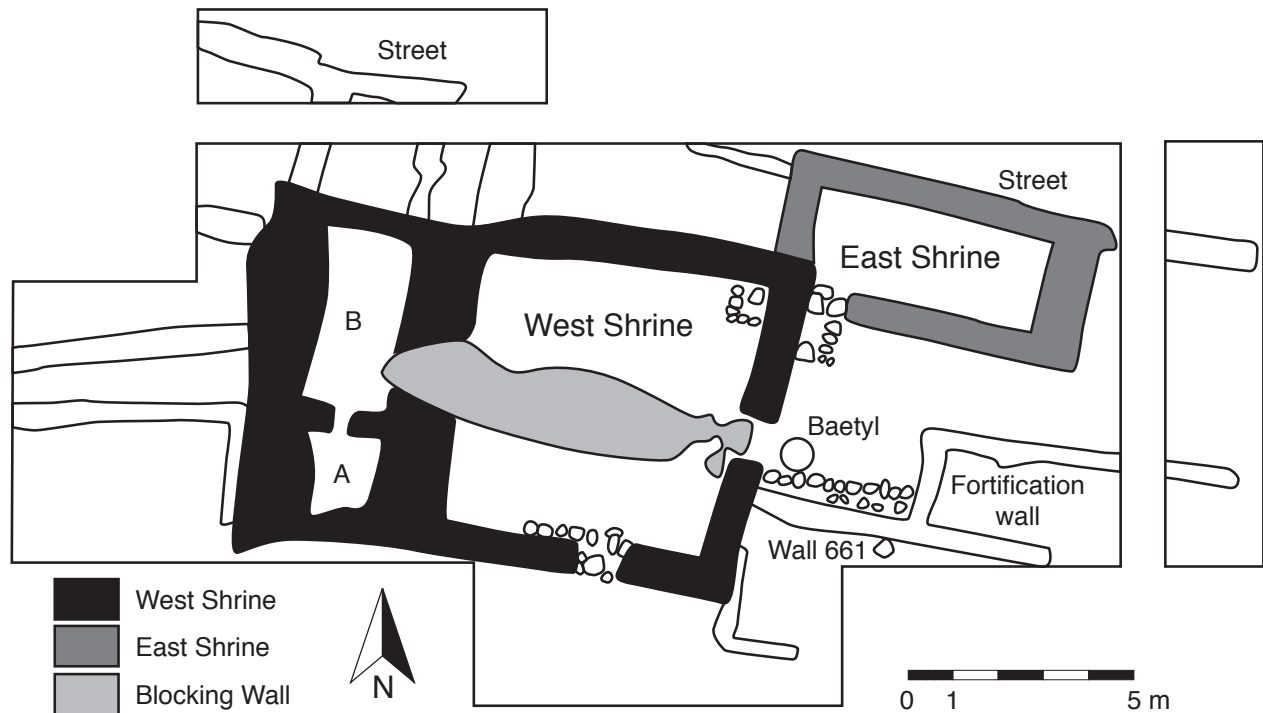 Street
Street
East Shrine
B
West Shrine
Baetyl
A
Fortification
wall
Wall 661
West Shrine
East Shrine
Blocking Wall
N
0 1 5 m